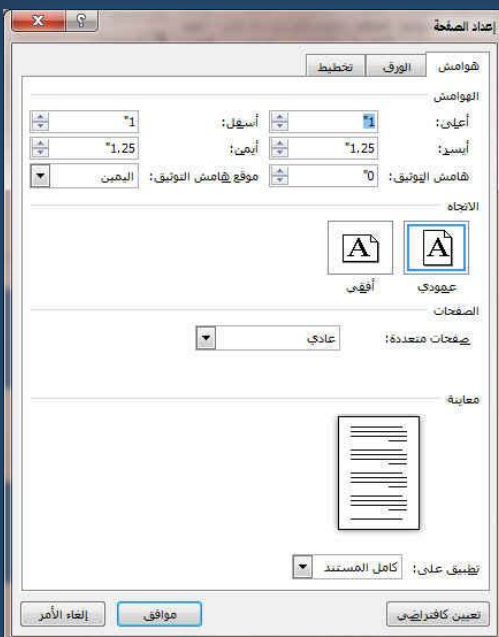 إعداد الصفحة
هوامش الورق تخطيط
الهوامش
أعلى: 1" أسفل: 1"
أيسر: 1.25" أيمن: 1.25"
هامش التوثيق: 0" موقع هامش التوثيق: اليمين
الاتجاه
A A
عمودي أفقي
الصفحات
صفحات متعددة: عادي
معاينة
تطبيق على: كامل المستند
تعيين كافتراضي موافق إلغاء الأمر